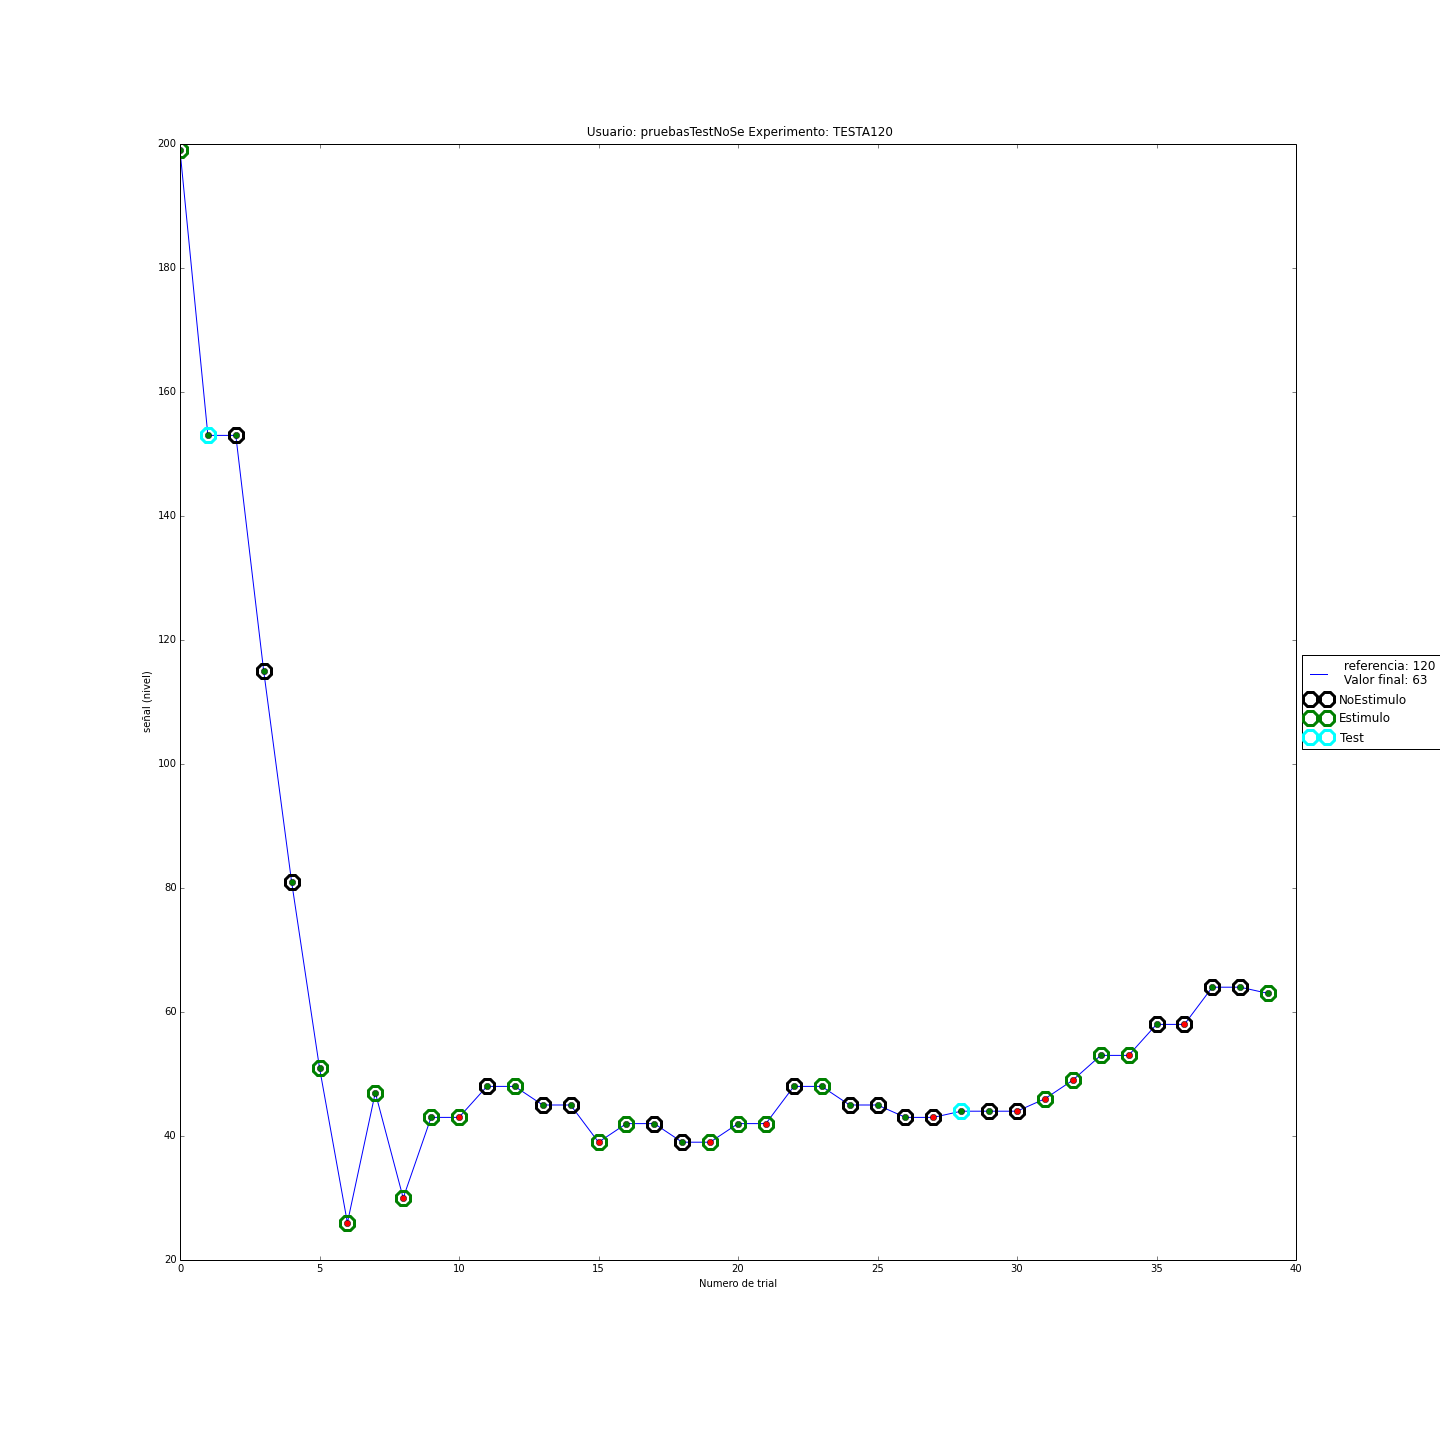 Usuario: pruebasTestNoSe Experimento: TESTA120
200
180
160
140
120
100
80
60
40
20
señal (nivel)
0 5 10 15 20 25 30 35 40
Numero de trial
referencia: 120
Valor final: 63
NoEstimulo
Estimulo
Test